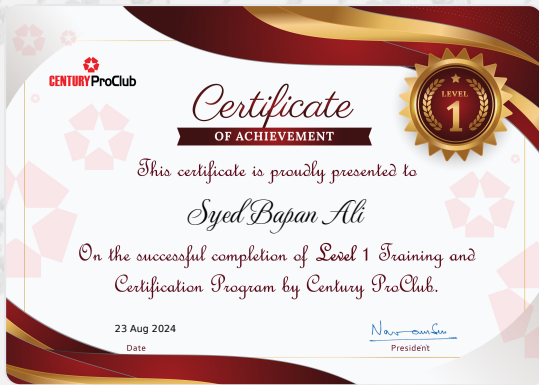 CENTURY ProClub
Certificate
OF ACHIEVEMENT
LEVEL
1
This certificate is proudly presented to
Syed Bapan Ali
On the successful completion of Level 1 Training and
Certification Program by Century ProClub.
23 Aug 2024
Date
President